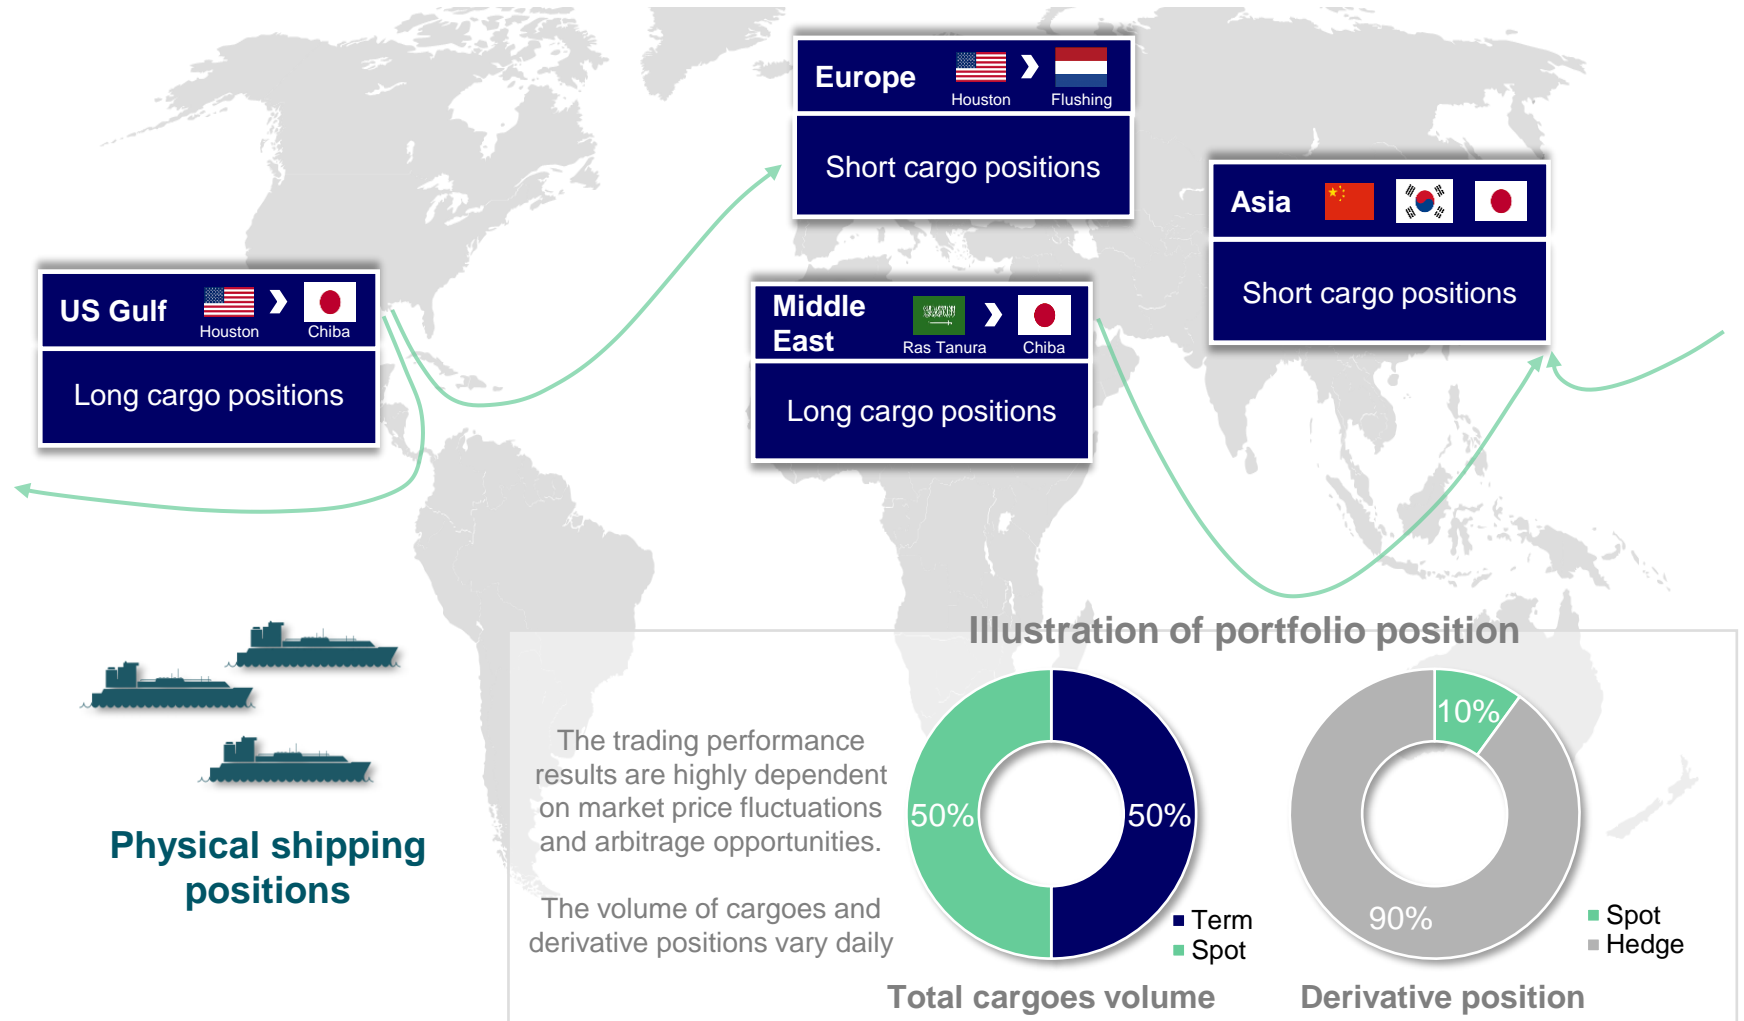 Europe
Houston
Flushing
Short cargo positions
Asia
Short cargo positions
US Gulf
Houston
Chiba
Long cargo positions
Middle
East
Ras Tanura
Chiba
Long cargo positions
Physical shipping
positions
Illustration of portfolio position
The trading performance
results are highly dependent
on market price fluctuations
and arbitrage opportunities.
The volume of cargoes and
derivative positions vary daily
50%
50%
Term
Spot
Total cargoes volume
10%
90%
Spot
Hedge
Derivative position